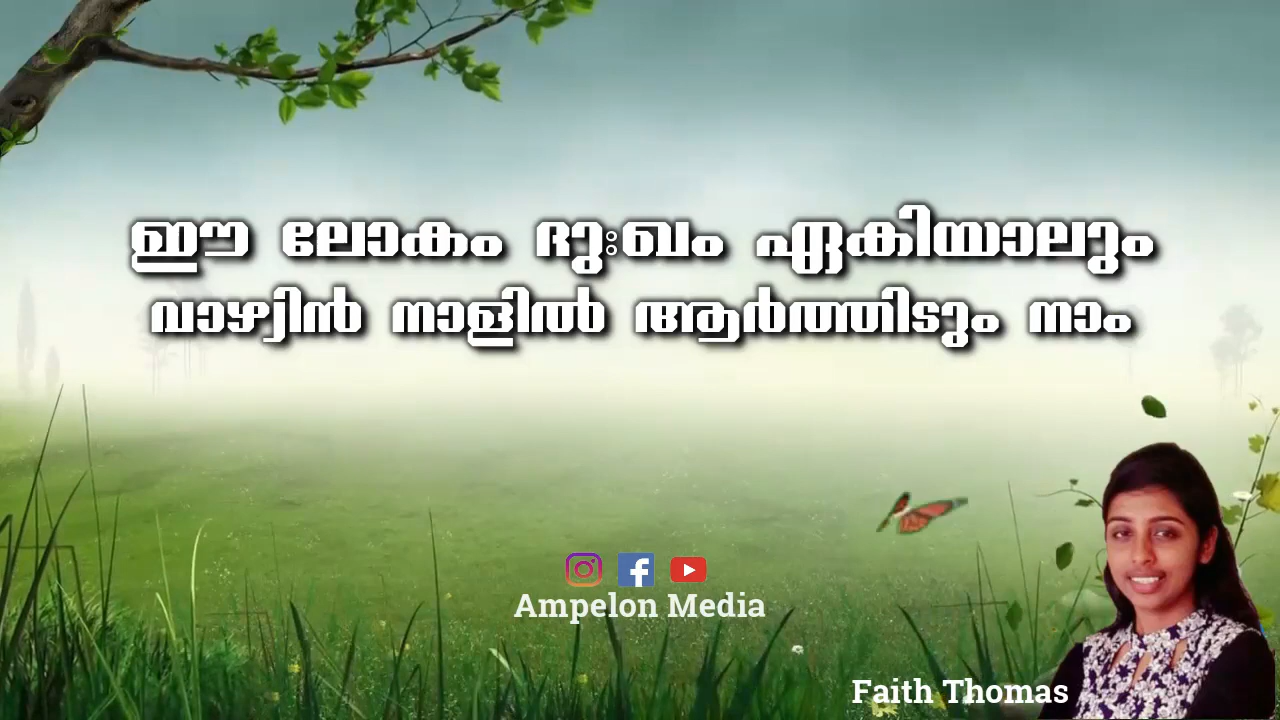 ഈ ലോകം ദുഃഖം ഏകിയാലും
വാഴ്വിൻ നാളിൽ ആർത്തിടും നാം
Ampelon Media
Faith Thomas